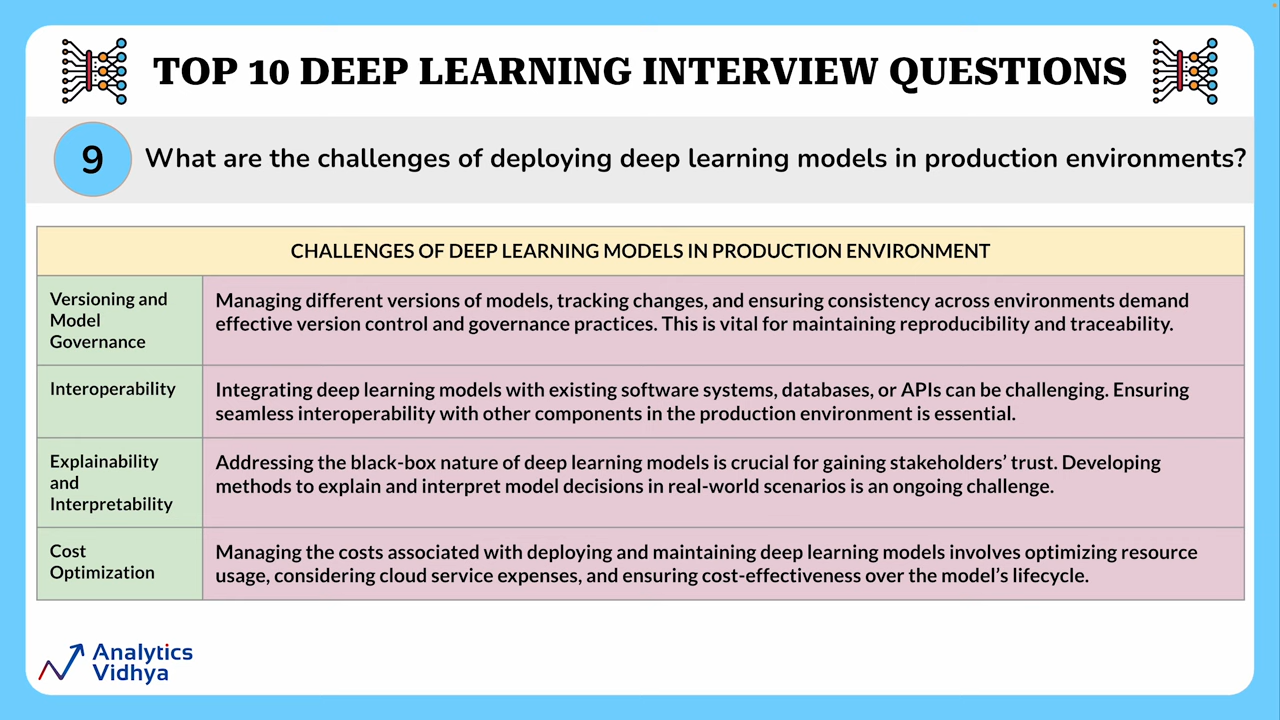 TOP 10 DEEP LEARNING INTERVIEW QUESTIONS
9
What are the challenges of deploying deep learning models in production environments?
CHALLENGES OF DEEP LEARNING MODELS IN PRODUCTION ENVIRONMENT
Versioning and
Model
Governance
Managing different versions of models, tracking changes, and ensuring consistency across environments demand
effective version control and governance practices. This is vital for maintaining reproducibility and traceability.
Interoperability
Integrating deep learning models with existing software systems, databases, or APIs can be challenging. Ensuring
seamless interoperability with other components in the production environment is essential.
Explainability
and
Interpretability
Addressing the black-box nature of deep learning models is crucial for gaining stakeholders’ trust. Developing
methods to explain and interpret model decisions in real-world scenarios is an ongoing challenge.
Cost
Optimization
Managing the costs associated with deploying and maintaining deep learning models involves optimizing resource
usage, considering cloud service expenses, and ensuring cost-effectiveness over the model’s lifecycle.
Analytics
Vidhya